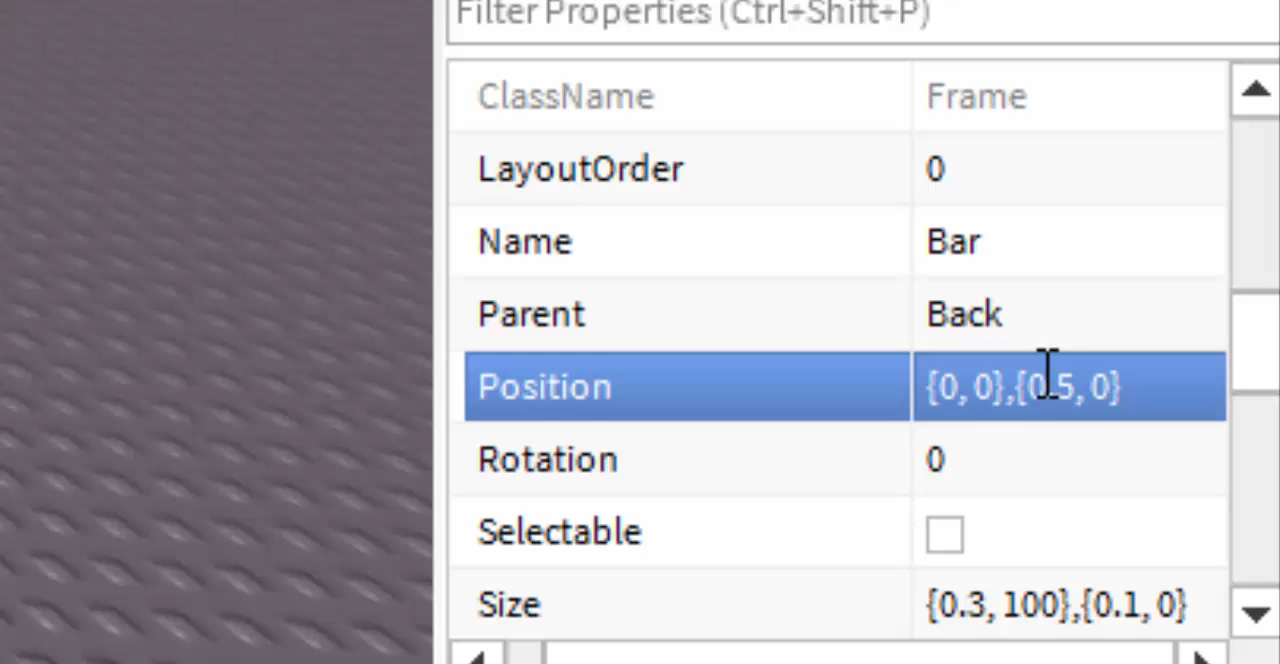 Filter Properties (Ctrl+Shift+P)
ClassName Frame
LayoutOrder 0
Name Bar
Parent Back
Position {0, 0},{0.5, 0}
Rotation 0
Selectable
Size {0.3, 100},{0.1, 0}